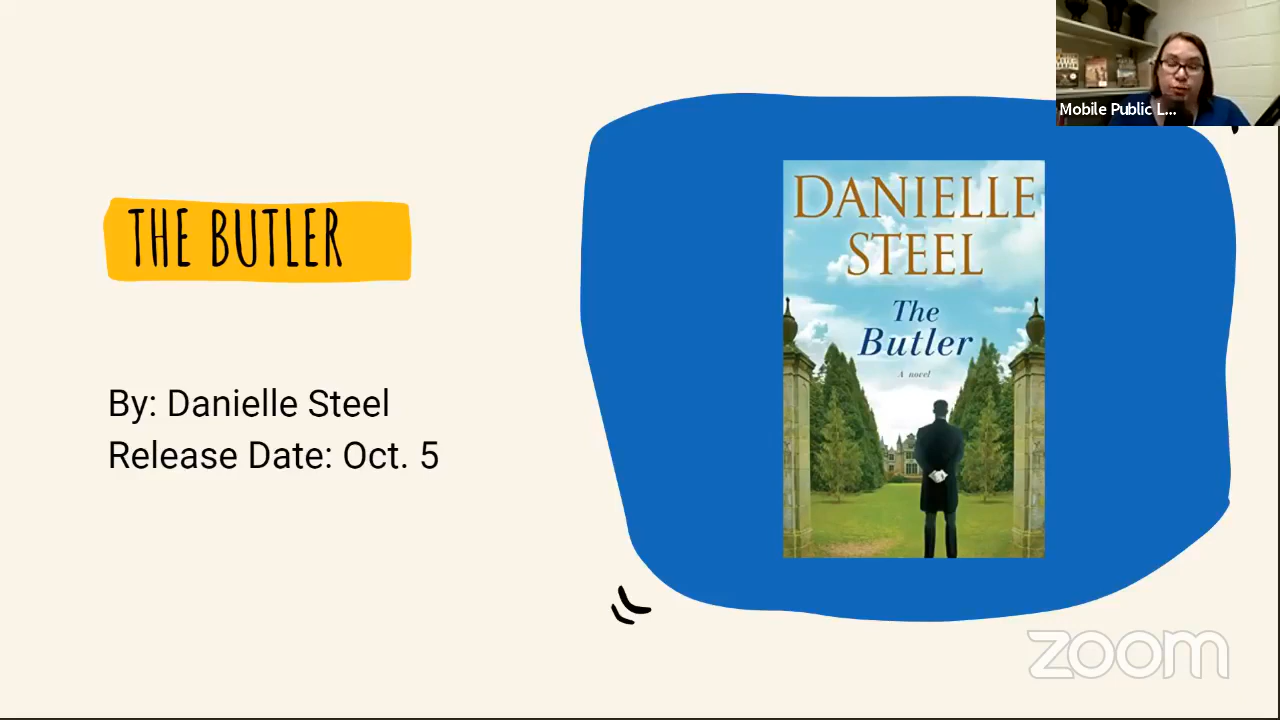 Mobile Public L...
THE BUTLER
By: Danielle Steel
Release Date: Oct. 5
DANIELLE
STEEL
The
Butler
A novel
zoom